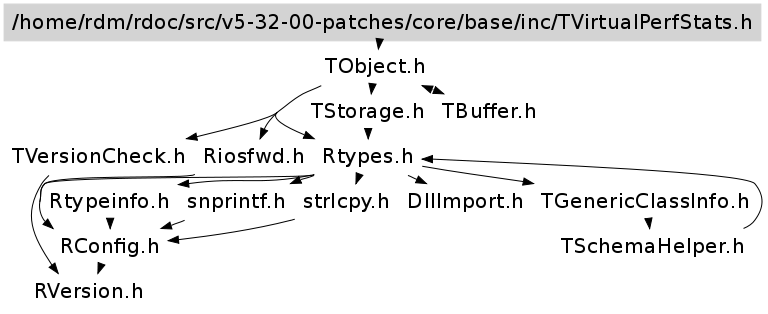 /home/rdm/rdoc/src/v5-32-00-patches/core/base/inc/TVirtualPerfStats.h
TObject.h
TStorage.h TBuffer.h
TVersionCheck.h Riosfwd.h Rtypes.h
Rtypeinfo.h snprintf.h strlcpy.h DllImport.h TGenericClassInfo.h
RConfig.h TSchemaHelper.h
RVersion.h